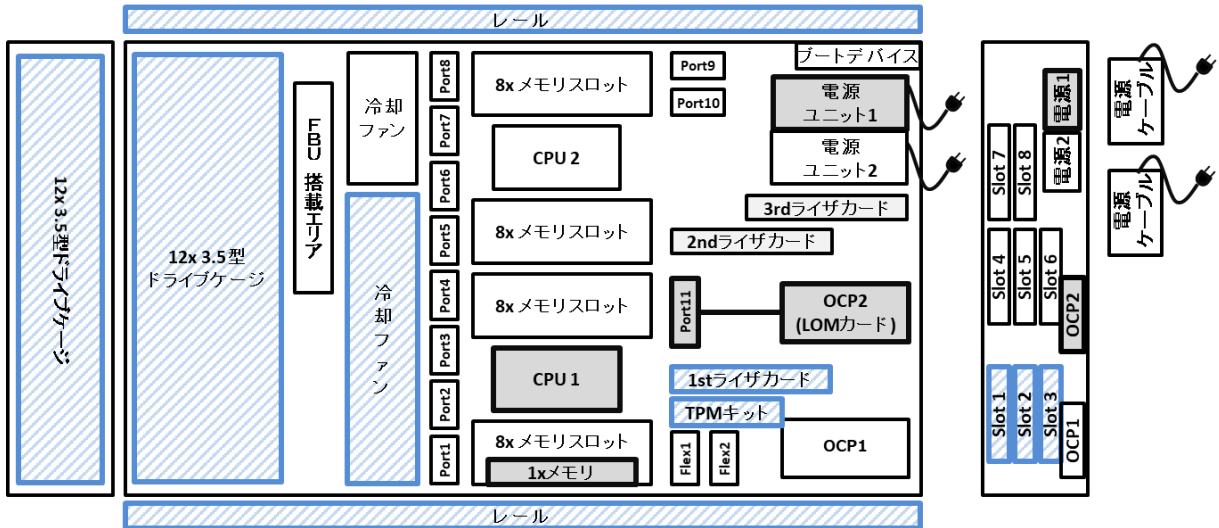 レール
12x 3.5型ドライブケージ
12x 3.5型
ドライブケージ
FBU 搭載エリア
冷却
ファン
冷
却
フ
ァ
ン
Port8
Port7
Port6
Port5
Port4
Port3
Port2
Port1
8x メモリスロット
CPU 2
8x メモリスロット
8x メモリスロット
CPU 1
8x メモリスロット
1xメモリ
Port9
Port10
ブートデバイス
電源
ユニット1
電源
ユニット2
3rdライザカード
2ndライザカード
Port11
OCP2
(LOMカード)
1stライザカード
TPMキット
Flex1
Flex2
OCP1
レール
電源1
電源2
Slot 7
Slot 8
Slot 4
Slot 5
Slot 6
OCP2
Slot 1
Slot 2
Slot 3
OCP1
電源
ケーブル
電源
ケーブル